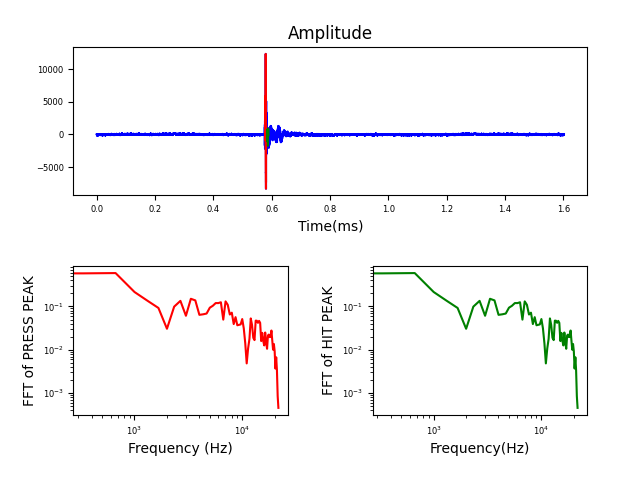 Amplitude
10000
5000
0
−5000
0.0 0.2 0.4 0.6 0.8 1.0 1.2 1.4 1.6
Time(ms)
FFT of PRESS PEAK
10⁻¹
10⁻²
10⁻³
10³ 10⁴
Frequency (Hz)
FFT of HIT PEAK
10⁻¹
10⁻²
10⁻³
10³ 10⁴
Frequency(Hz)